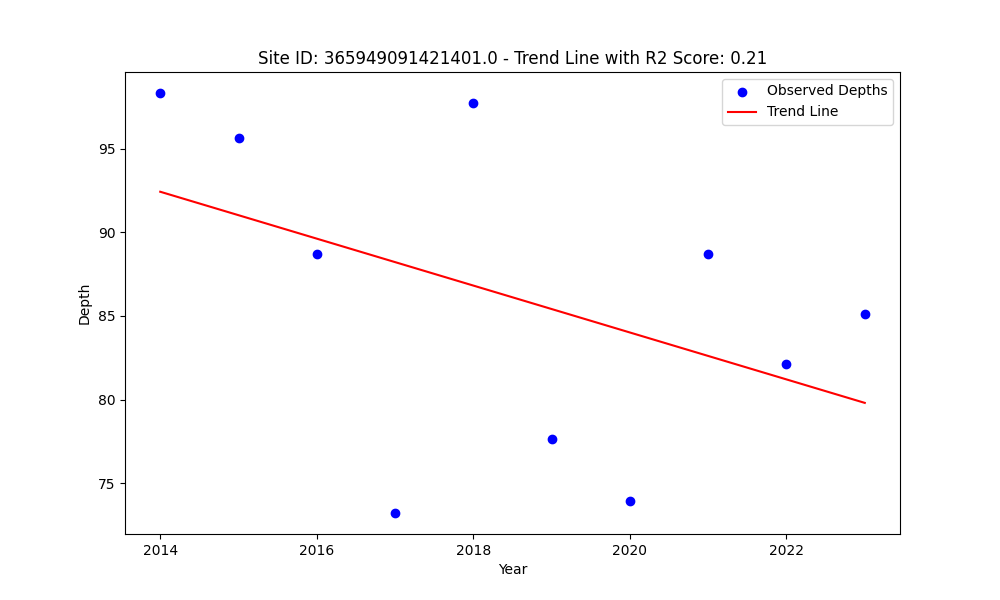 Site ID: 365949091421401.0 - Trend Line with R2 Score: 0.21
Observed Depths
Trend Line
95
90
85
80
75
Depth
2014 2016 2018 2020 2022
Year